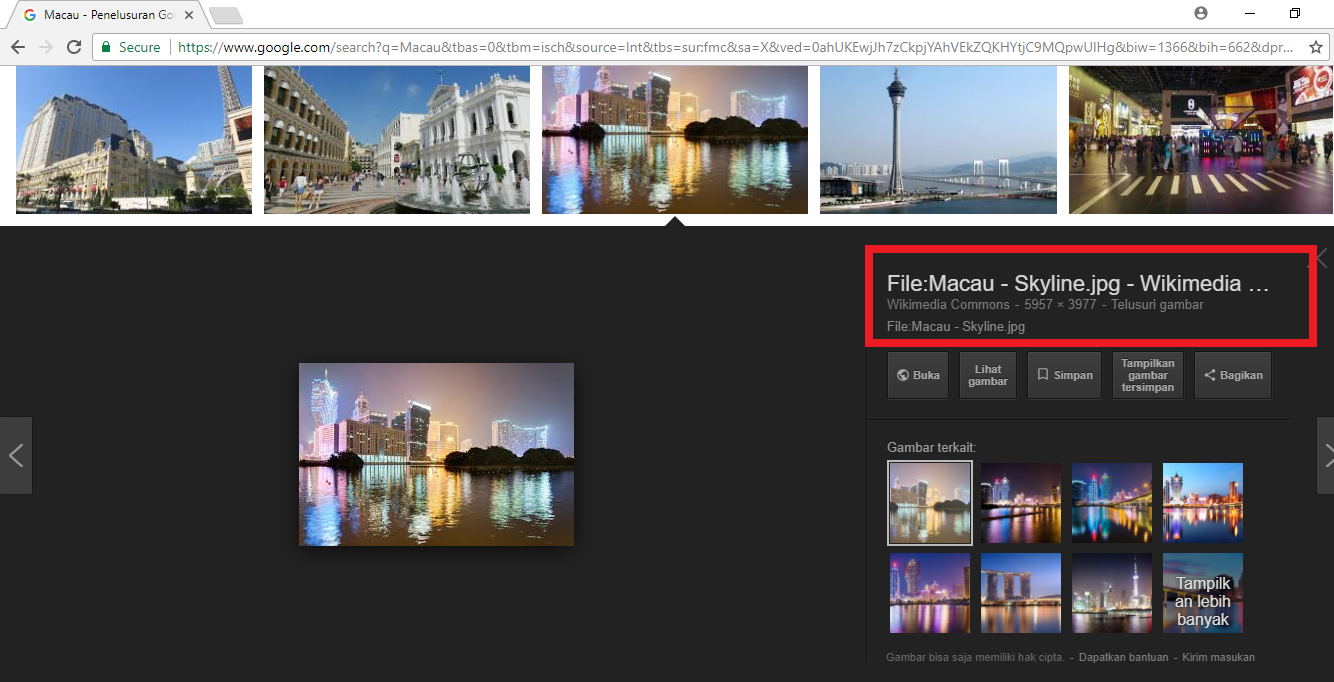 Macau - Penelusuran Goo
Secure
https://www.google.com/search?q=Macau&tbas=0&tbm=isch&source=lnt&tbs=sur:fmc&sa=X&ved=0ahUKEwjJh7zCkpjYAhVEkZQKHYtjC9MQpwUIHg&biw=1366&bih=662&dpr...
File:Macau - Skyline.jpg - Wikimedia …
Wikimedia Commons - 5957 × 3977 - Telusuri gambar
File:Macau - Skyline.jpg
Buka
Lihat
gambar
Simpan
Tampilkan
gambar
tersimpan
Bagikan
Gambar terkait:
Tampilk
an lebih
banyak
Gambar bisa saja memiliki hak cipta. - Dapatkan bantuan - Kirim masukan